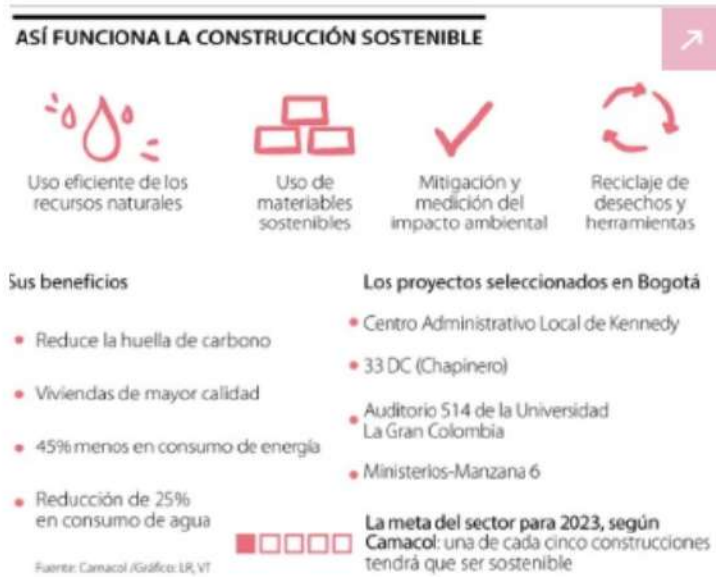 ASÍ FUNCIONA LA CONSTRUCCIÓN SOSTENIBLE
Uso eficiente de los
recursos naturales
Uso de
materiables
sostenibles
Mitigación y
medición del
impacto ambiental
Reciclaje de
desechos y
herramientas
Sus beneficios
Reduce la huella de carbono
Viviendas de mayor calidad
45% menos en consumo de energía
Reducción de 25%
en consumo de agua
Fuente: Camacol /Gráfico: LR, VT
Los proyectos seleccionados en Bogotá
Centro Administrativo Local de Kennedy
33 DC (Chapinero)
Auditorio 514 de la Universidad
La Gran Colombia
Ministerios-Manzana 6
La meta del sector para 2023, según
Camacol: una de cada cinco construcciones
tendrá que ser sostenible